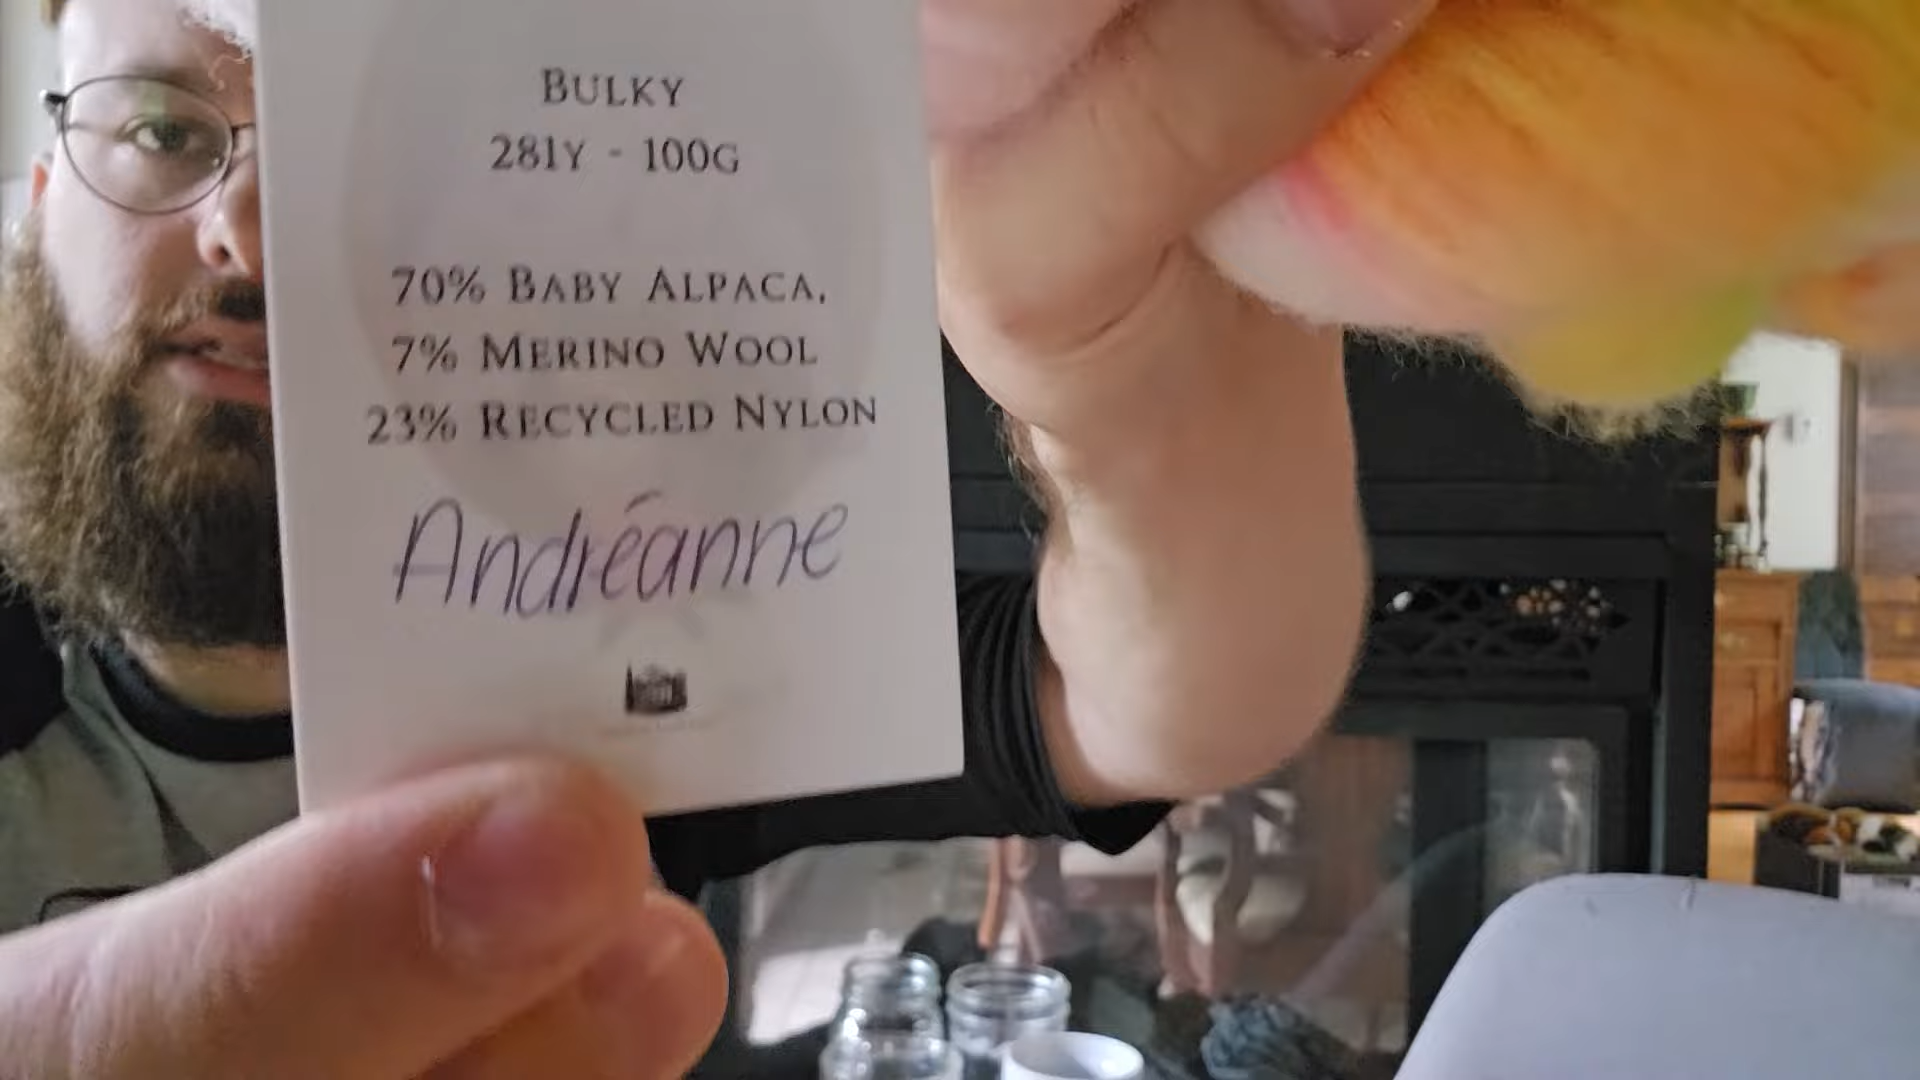 BULKY
281Y - 100G
70% BABY ALPACA,
7% MERINO WOOL
23% RECYCLED NYLON
Andréanne